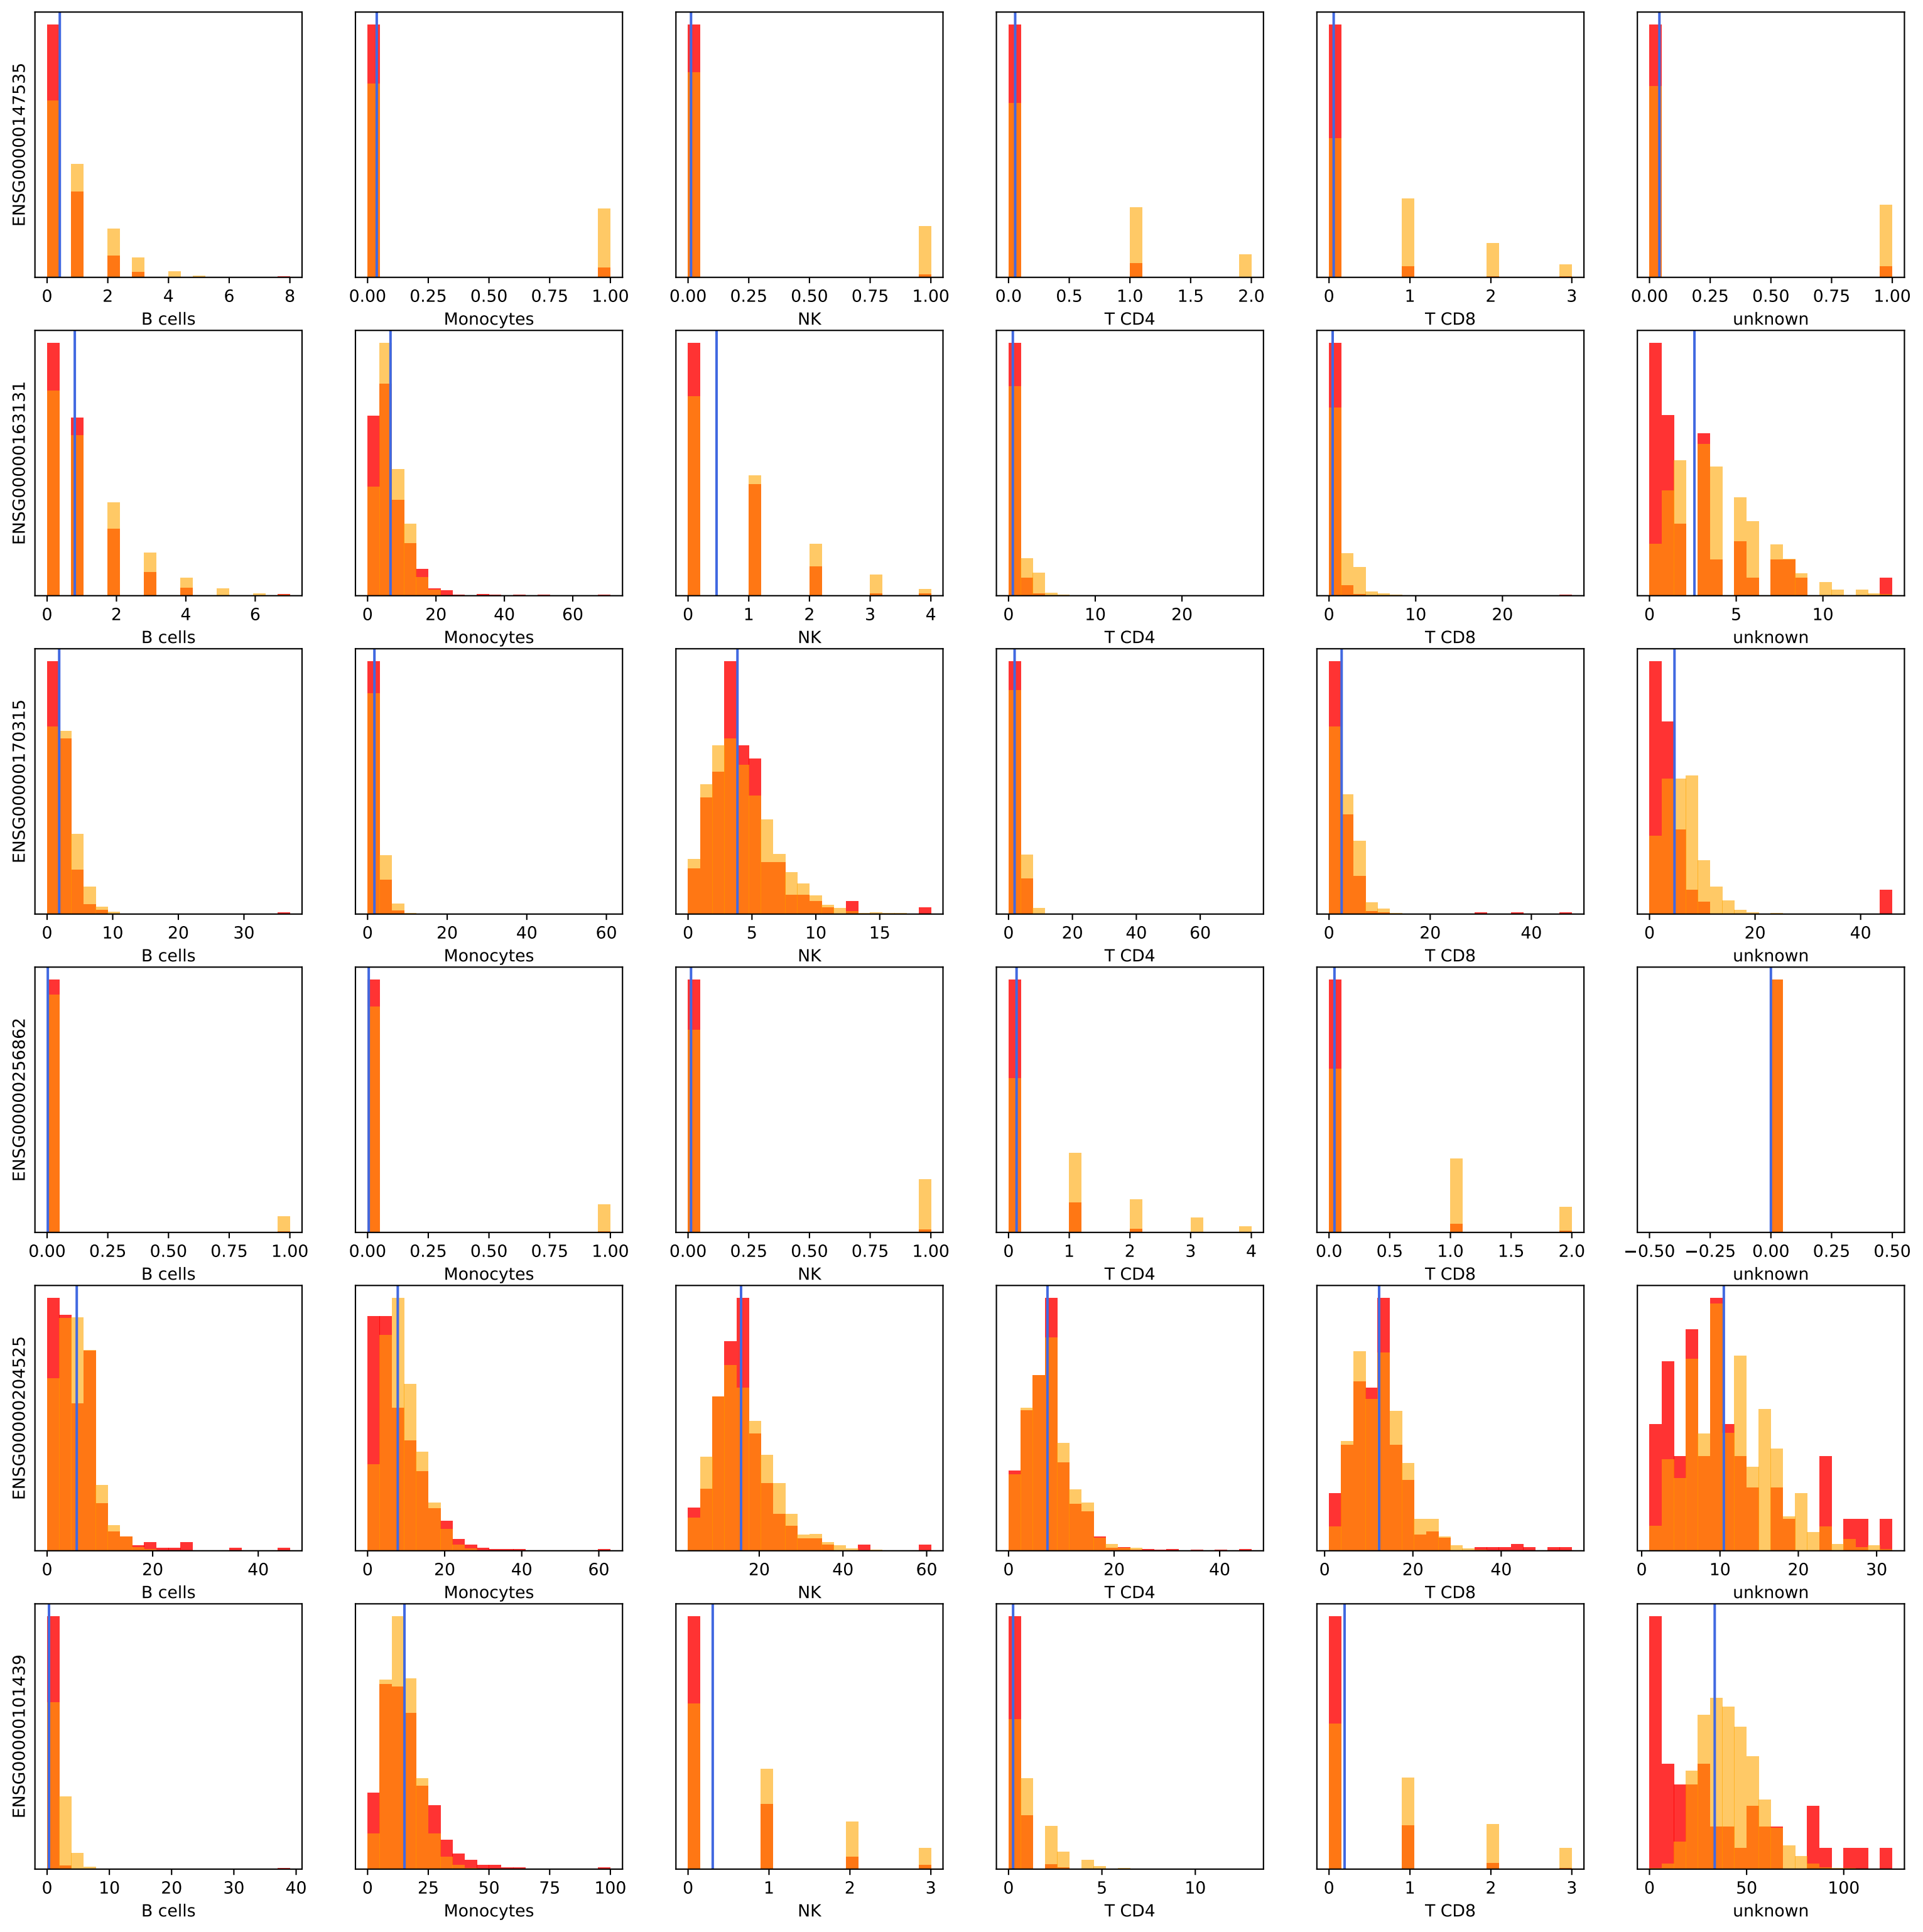 ENSG00000147535
0 2 4 6 8
B cells
0.00 0.25 0.50 0.75 1.00
Monocytes
0.00 0.25 0.50 0.75 1.00
NK
0.0 0.5 1.0 1.5 2.0
T CD4
0 1 2 3
T CD8
0.00 0.25 0.50 0.75 1.00
unknown
ENSG00000163131
0 2 4 6
B cells
0 20 40 60
Monocytes
0 1 2 3 4
NK
0 10 20
T CD4
0 10 20
T CD8
0 5 10
unknown
ENSG00000170315
0 10 20 30
B cells
0 20 40 60
Monocytes
0 5 10 15
NK
0 20 40 60
T CD4
0 20 40
T CD8
0 20 40
unknown
ENSG00000256862
0.00 0.25 0.50 0.75 1.00
B cells
0.00 0.25 0.50 0.75 1.00
Monocytes
0.00 0.25 0.50 0.75 1.00
NK
0 1 2 3 4
T CD4
0.0 0.5 1.0 1.5 2.0
T CD8
−0.50 −0.25 0.00 0.25 0.50
unknown
ENSG00000204525
0 20 40
B cells
0 20 40 60
Monocytes
20 40 60
NK
0 20 40
T CD4
0 20 40
T CD8
0 10 20 30
unknown
ENSG00000101439
0 10 20 30 40
B cells
0 25 50 75 100
Monocytes
0 1 2 3
NK
0 5 10
T CD4
0 1 2 3
T CD8
0 50 100
unknown